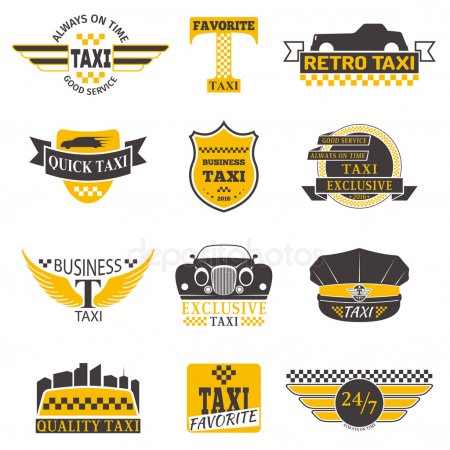 ALWAYS ON TIME
TAXI
GOOD SERVICE
FAVORITE
T
TAXI
RETRO TAXI
QUICK TAXI
BUSINESS
TAXI
2016
GOOD SERVICE
ALWAYS ON TIME
TAXI
EXCLUSIVE
2016
BUSINESS
T
TAXI
EXCLUSIVE
TAXI
TAXI
QUALITY TAXI
TAXI
FAVORITE
24/7
ALWAYS ON TIME
depositphotos